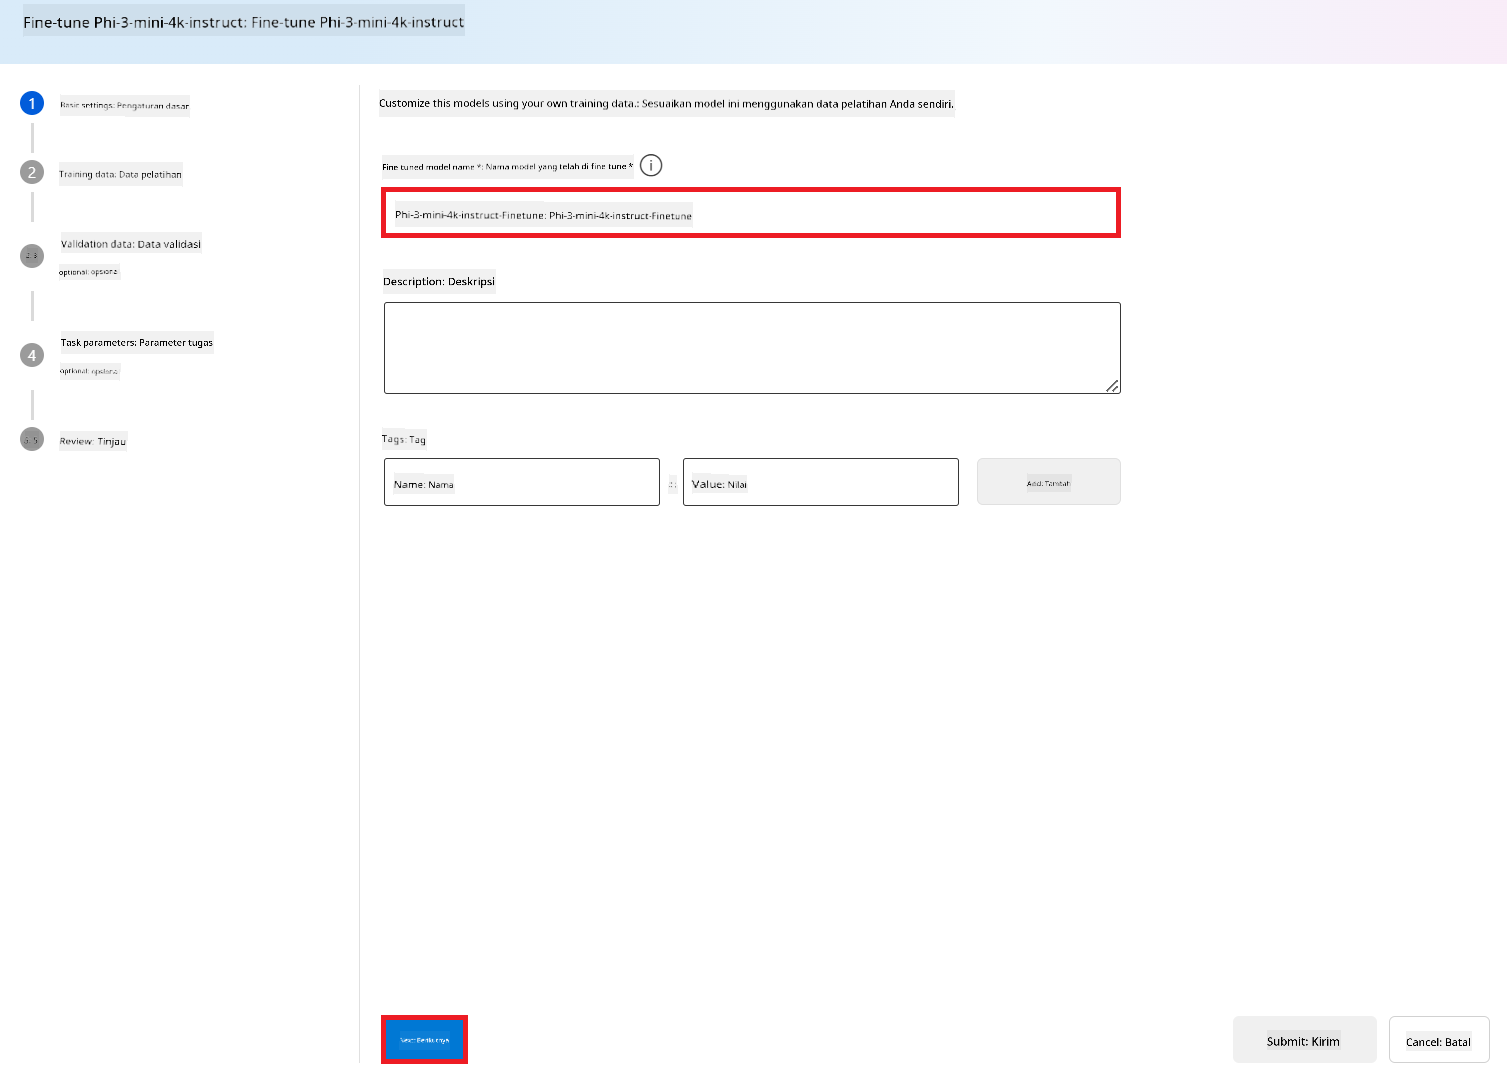 Fine-tune Phi-3-mini-4k-instruct: Fine-tune Phi-3-mini-4k-instruct
1
Basic settings: Pengaturan dasar
2
Training data: Data pelatihan
Validation data: Data validasi
optional: opsiona
4
Task parameters: Parameter tugas
optional: opsiona
Review: Tinjau
Customize this models using your own training data.: Sesuaikan model ini menggunakan data pelatihan Anda sendiri.
Fine tuned model name *: Nama model yang telah di fine tune *
Phi-3-mini-4k-instruct-Finetune: Phi-3-mini-4k-instruct-Finetune
Description: Deskripsi
Tags: Tag
Name: Nama
Value: Nilai
Add: Tambah
Next: Berikutnya
Submit: Kirim
Cancel: Batal